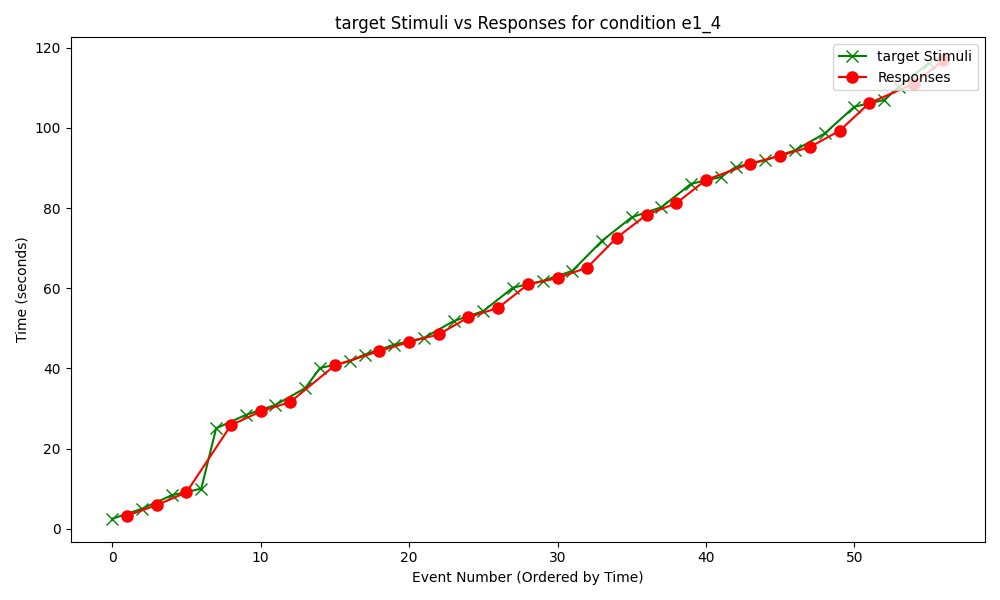 target Stimuli vs Responses for condition e1_4
target Stimuli
Responses
Time (seconds)
120
100
80
60
40
20
0
0 10 20 30 40 50
Event Number (Ordered by Time)